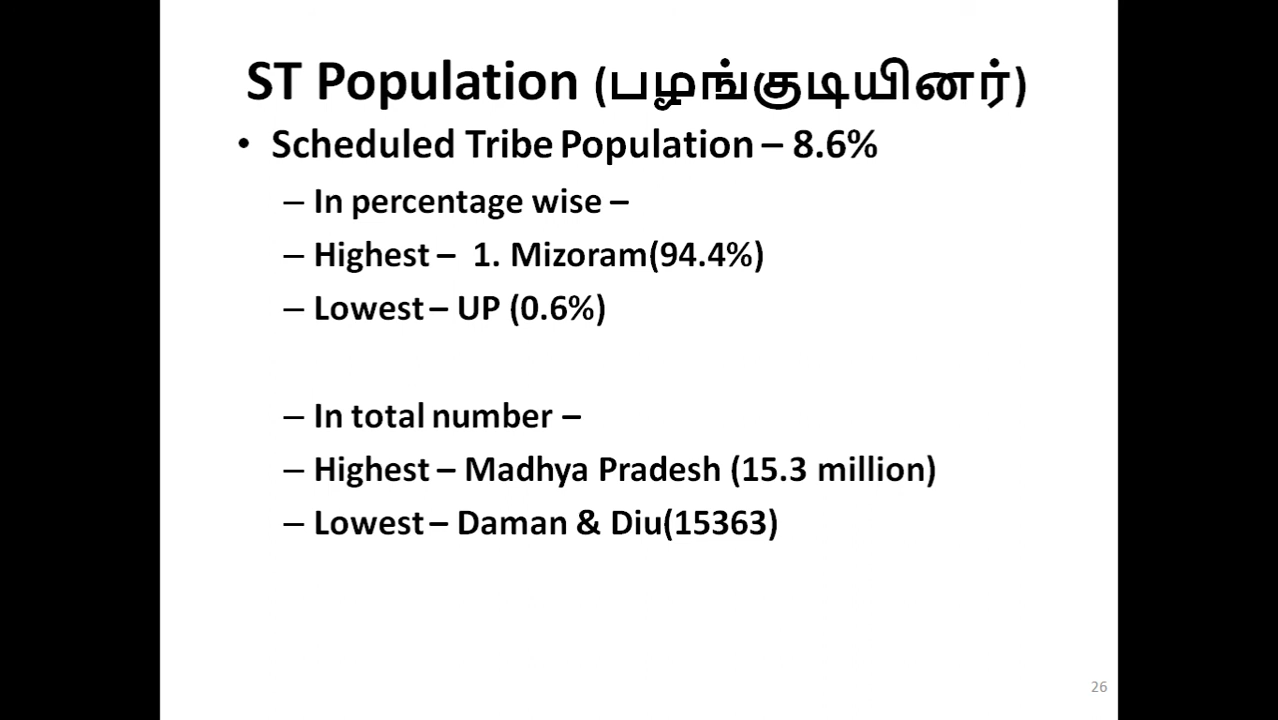 ST Population (பழங்குடியினர்)
• Scheduled Tribe Population – 8.6%
– In percentage wise –
– Highest – 1. Mizoram(94.4%)
– Lowest – UP (0.6%)
– In total number –
– Highest – Madhya Pradesh (15.3 million)
– Lowest – Daman & Diu(15363)
26